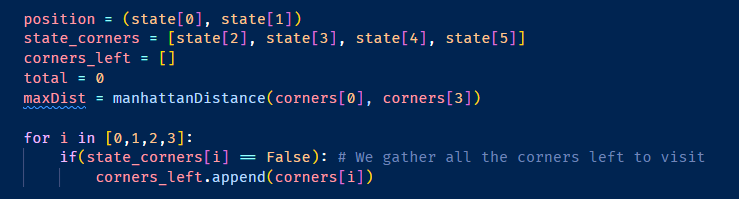 position = (state[0], state[1])
state_corners = [state[2], state[3], state[4], state[5]]
corners_left = []
total = 0
maxDist = manhattanDistance(corners[0], corners[3])

for i in [0,1,2,3]:
    if(state_corners[i] == False): # We gather all the corners left to visit
        corners_left.append(corners[i])